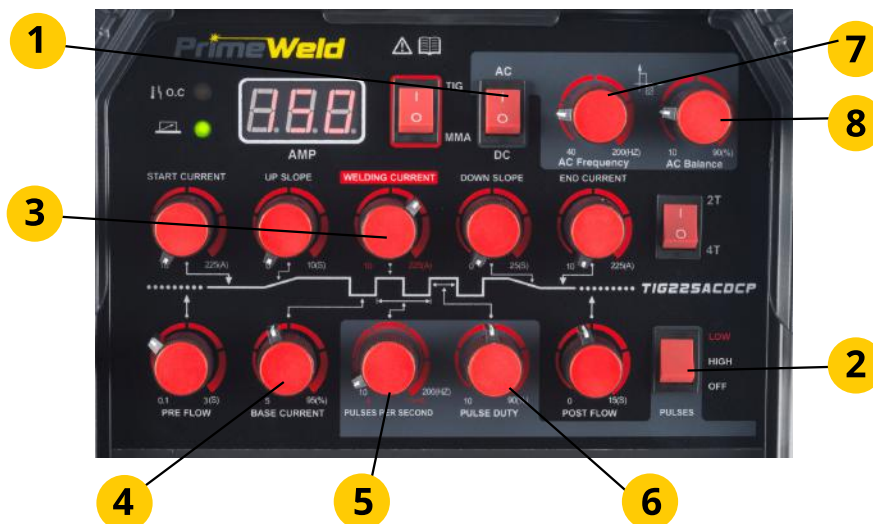 1
7
PrimeWeld
TIG
MMA
AC
DC
O.C
150
AMP
40
200(HZ)
AC Frequency
10
90(%)
AC Balance
8
START CURRENT
UP SLOPE
WELDING CURRENT
DOWN SLOPE
END CURRENT
3
10
225(A)
0
10(S)
10
225(A)
0
25(S)
10
225(A)
2T
4T
TIG225ACDCP
0.1
3(S)
PRE FLOW
5
95(%)
BASE CURRENT
10
200(HZ)
PULSES PER SECOND
10
90(%)
PULSE DUTY
0
15(S)
POST FLOW
LOW
HIGH
OFF
PULSES
2
4
5
6